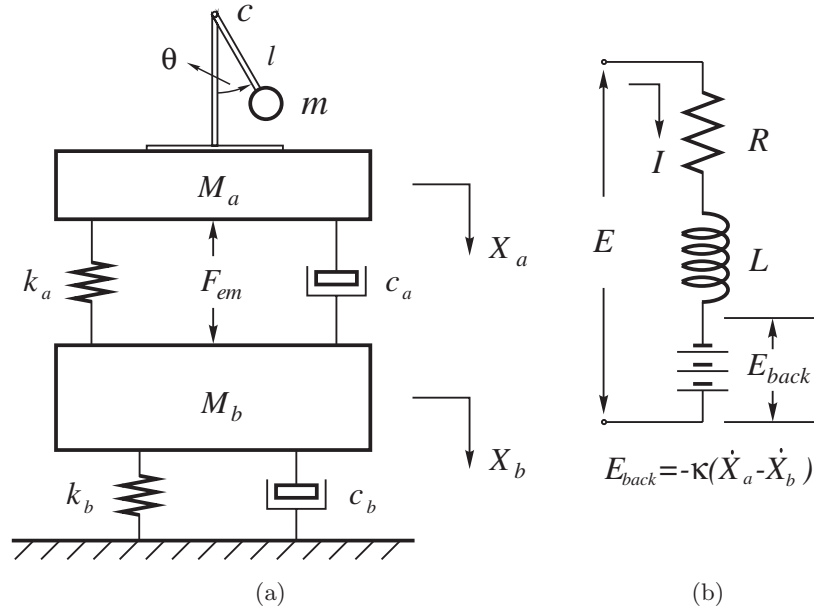 c
θ
l
m
M_a
X_a
k_a
F_em
c_a
M_b
X_b
k_b
c_b
(a)
E
I
R
L
E_back
E_back=-κ(Ẋ_a-Ẋ_b)
(b)